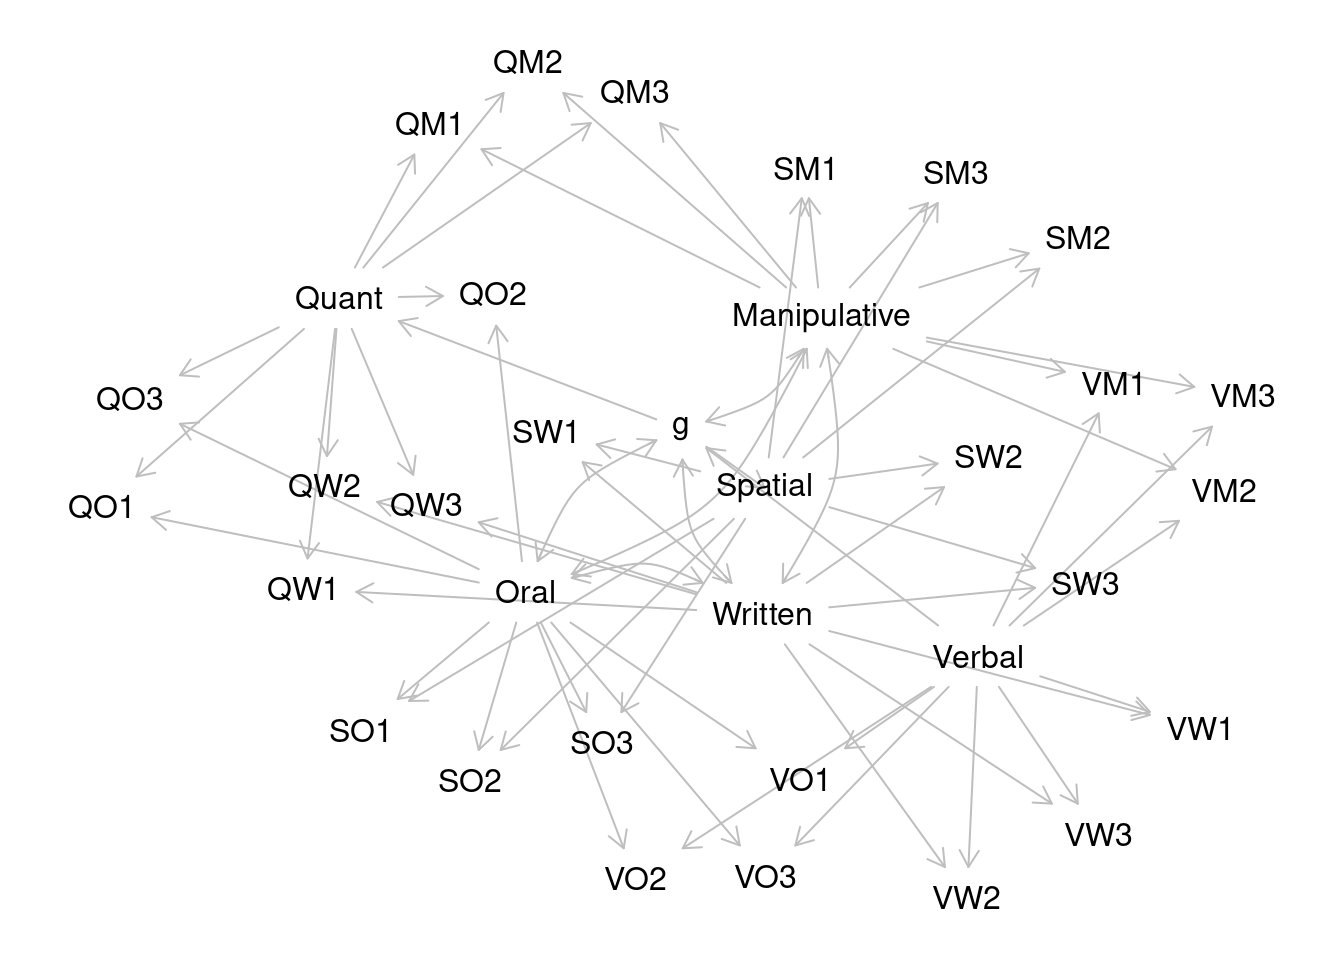 QM2
QM3
QM1
SM1
SM3
SM2
Quant
QO2
Manipulative
QO3
VM1
VM3
SW1
g
SW2
QW2
Spatial
VM2
QO1
QW3
QW1
Oral
Written
SW3
Verbal
SO1
SO3
VW1
SO2
VO1
VW3
VO2
VO3
VW2